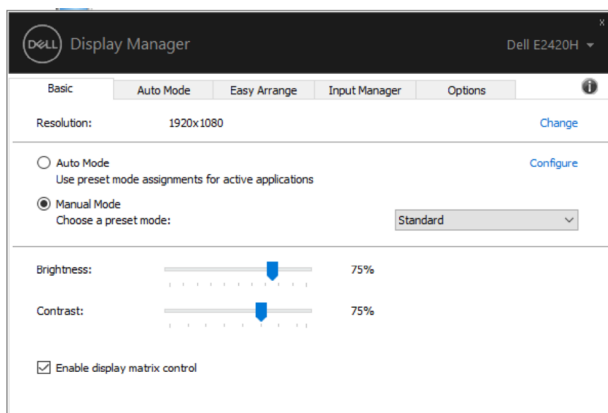 DELL Display Manager
x
Dell E2420H
Basic Auto Mode Easy Arrange Input Manager Options i
Resolution: 1920x1080 Change
Auto Mode Configure
Use preset mode assignments for active applications
Manual Mode
Choose a preset mode: Standard
Brightness: 75%
Contrast: 75%
Enable display matrix control